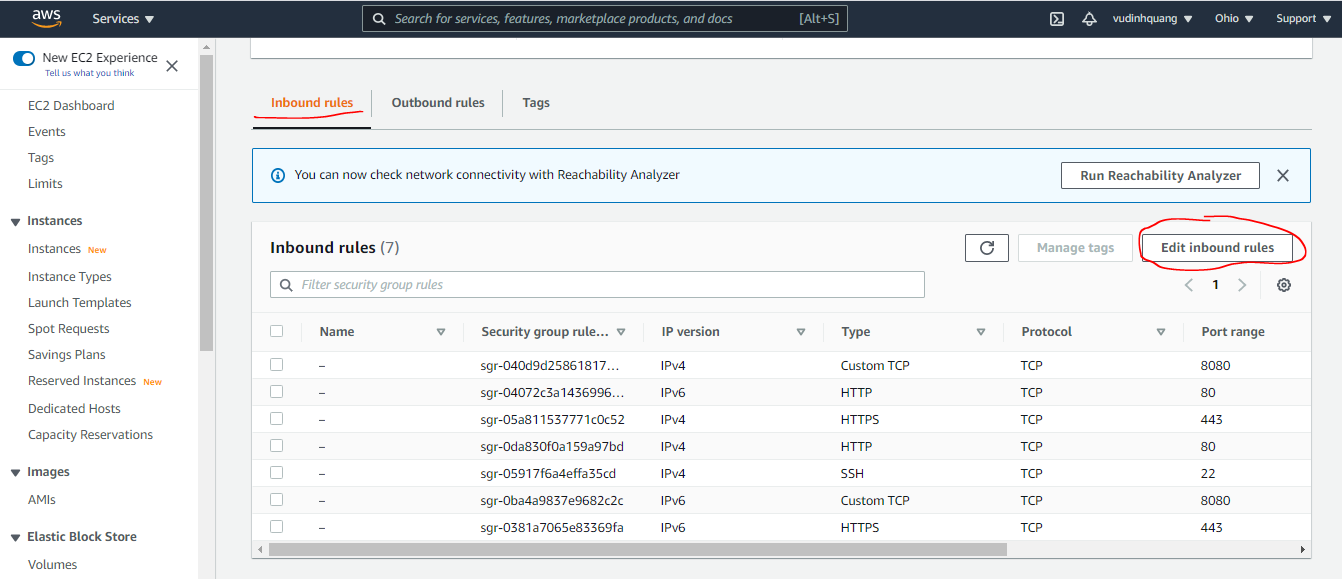 aws Services Search for services, features, marketplace products, and docs [Alt+S] vudinhquang Ohio Support
New EC2 Experience
Tell us what you think
EC2 Dashboard
Events
Tags
Limits
Instances
Instances New
Instance Types
Launch Templates
Spot Requests
Savings Plans
Reserved Instances New
Dedicated Hosts
Capacity Reservations
Images
AMIs
Elastic Block Store
Volumes
Inbound rules Outbound rules Tags
You can now check network connectivity with Reachability Analyzer Run Reachability Analyzer
Inbound rules (7) Manage tags Edit inbound rules
Filter security group rules 1
Name Security group rule... IP version Type Protocol Port range
– sgr-040d9d25861817... IPv4 Custom TCP TCP 8080
– sgr-04072c3a1436996... IPv6 HTTP TCP 80
– sgr-05a811537771c0c52 IPv4 HTTPS TCP 443
– sgr-0da830f0a159a97bd IPv4 HTTP TCP 80
– sgr-05917f6a4effa35cd IPv4 SSH TCP 22
– sgr-0ba4a9837e9682c2c IPv6 Custom TCP TCP 8080
– sgr-0381a7065e83369fa IPv6 HTTPS TCP 443